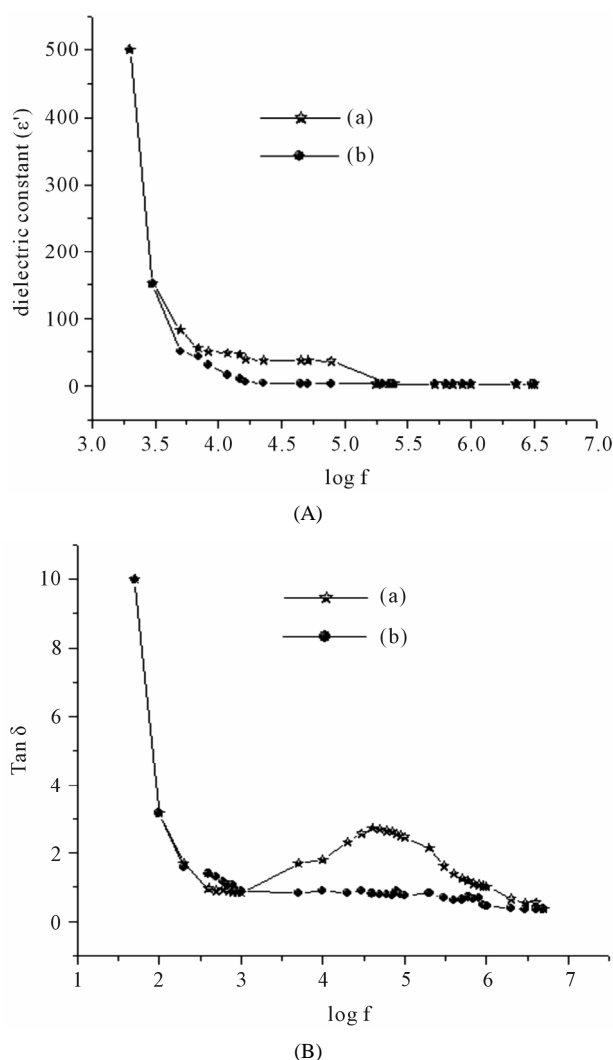 500
400
300
200
100
0
dielectric constant (ε')
(a)
(b)
3.0 3.5 4.0 4.5 5.0 5.5 6.0 6.5 7.0
log f
(A)
10
8
6
4
2
0
Tan δ
(a)
(b)
1 2 3 4 5 6 7
log f
(B)